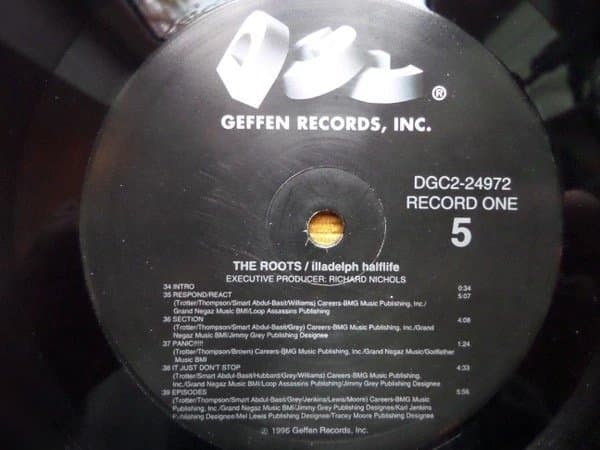 DGC
®
GEFFEN RECORDS, INC.
DGC2-24972
RECORD ONE
5
THE ROOTS / illadelph halflife
EXECUTIVE PRODUCER: RICHARD NICHOLS
34 INTRO 0:34
35 RESPOND/REACT 5:07
(Trotter/Thompson/Smart Abdul-Basit/Williams) Careers-BMG Music Publishing, Inc./
Grand Negaz Music BMI/Loop Assassins Publishing
36 SECTION 4:08
(Trotter/Thompson/Smart Abdul-Basit/Grey) Careers-BMG Music Publishing, Inc./Grand
Negaz Music BMI/Jimmy Grey Publishing Designee
37 PANIC!!!!! 1:24
(Trotter/Thompson/Brown) Careers-BMG Music Publishing, Inc./Grand Negaz Music/Godfather
Music BMI
38 IT JUST DON'T STOP 4:33
(Trotter/Smart Abdul-Basit/Hubbard/Grey/Williams) Careers-BMG Music Publishing,
Inc./Grand Negaz Music BMI/Loop Assassins Publishing/Jimmy Grey Publishing Designee
39 EPISODES 5:56
(Trotter/Thompson/Smart Abdul-Basit/Grey/Jenkins/Lewis/Moore) Careers-BMG Music
Publishing, Inc./Grand Negaz Music BMI/Jimmy Grey Publishing Designee/Karl Jenkins
Publishing Designee/Mel Lewis Publishing Designee/Tracey Moore Publishing Designee
℗ 1996 Geffen Records, Inc.